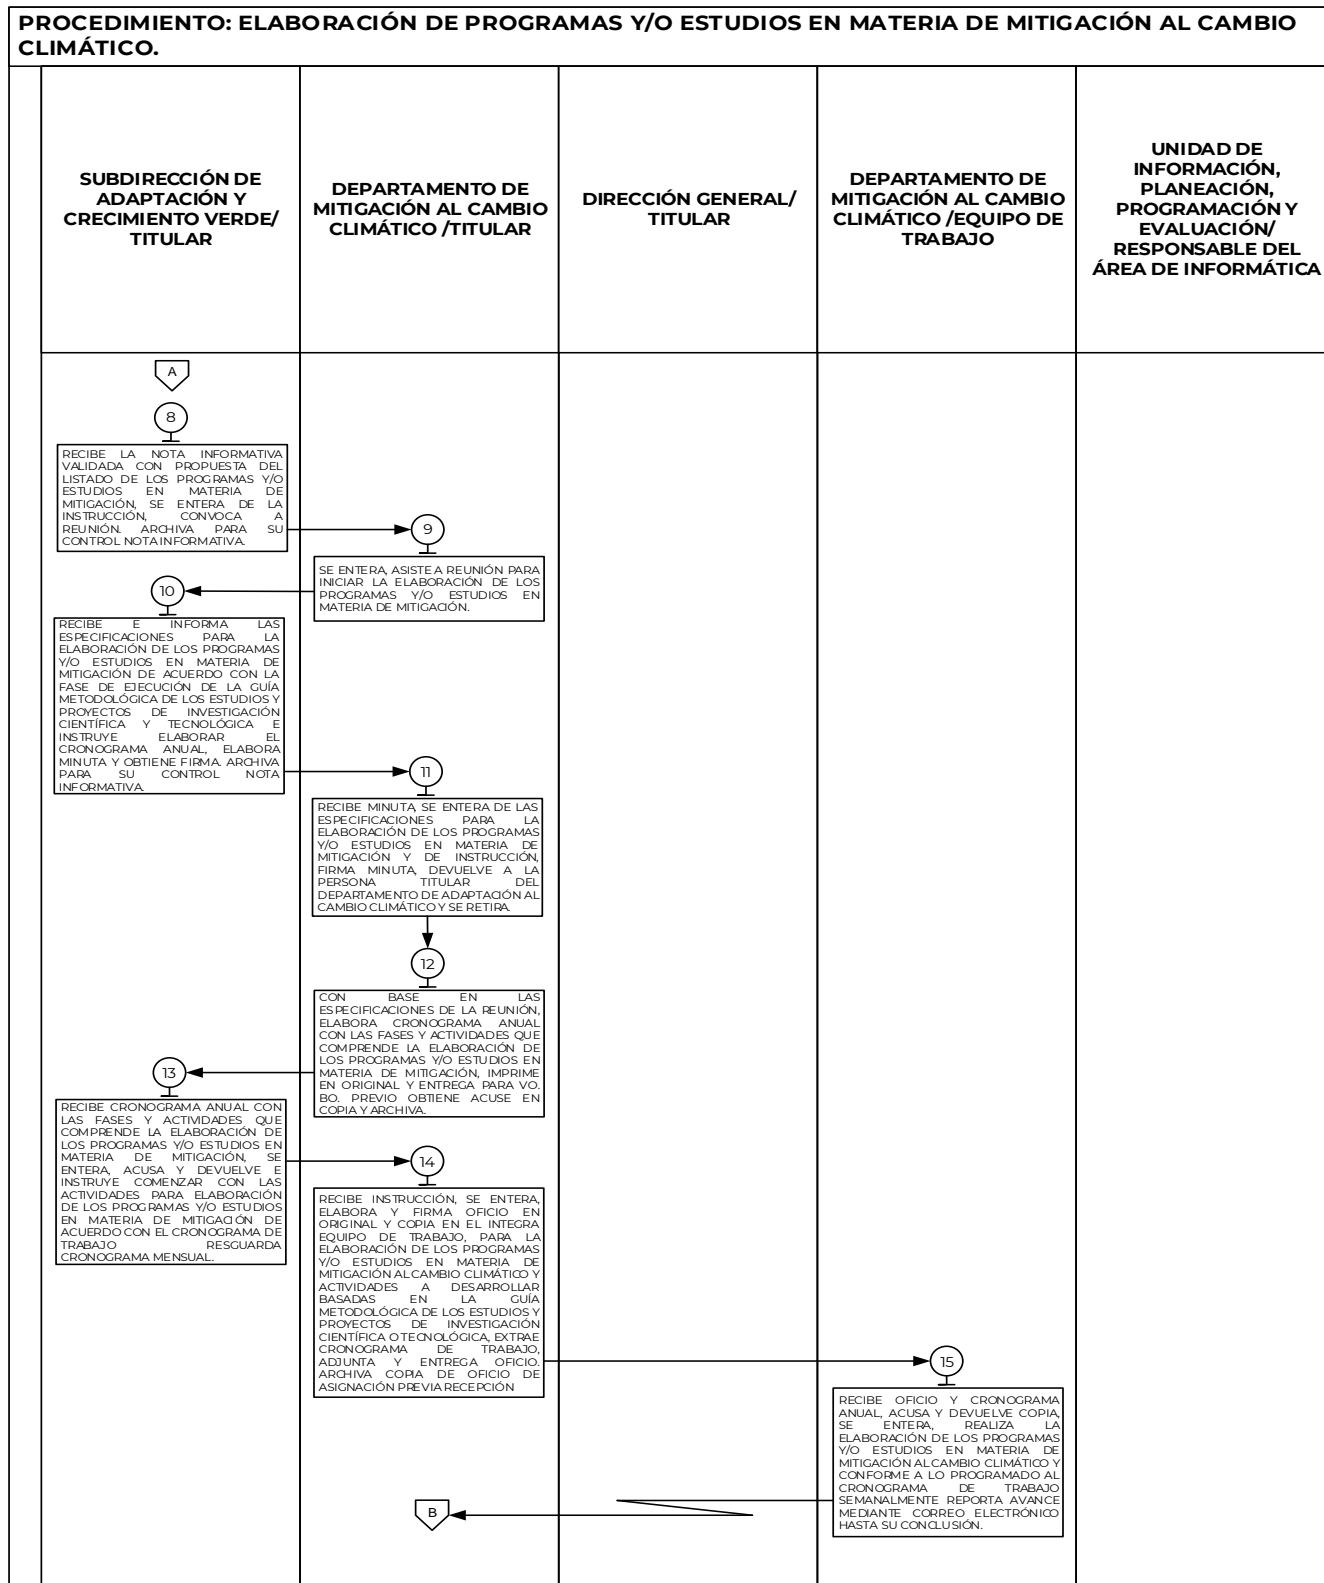 PROCEDIMIENTO: ELABORACIÓN DE PROGRAMAS Y/O ESTUDIOS EN MATERIA DE MITIGACIÓN AL CAMBIO
CLIMÁTICO.
SUBDIRECCIÓN DE
ADAPTACIÓN Y
CRECIMIENTO VERDE/
TITULAR
DEPARTAMENTO DE
MITIGACIÓN AL CAMBIO
CLIMÁTICO /TITULAR
DIRECCIÓN GENERAL/
TITULAR
DEPARTAMENTO DE
MITIGACIÓN AL CAMBIO
CLIMÁTICO /EQUIPO DE
TRABAJO
UNIDAD DE
INFORMACIÓN,
PLANEACIÓN,
PROGRAMACIÓN Y
EVALUACIÓN/
RESPONSABLE DEL
ÁREA DE INFORMÁTICA
A
8
RECIBE LA NOTA INFORMATIVA
VALIDADA CON PROPUESTA DEL
LISTADO DE LOS PROGRAMAS Y/O
ESTUDIOS EN MATERIA DE
MITIGACIÓN, SE ENTERA DE LA
INSTRUCCIÓN, CONVOCA A
REUNIÓN. ARCHIVA PARA SU
CONTROL NOTA INFORMATIVA.
9
SE ENTERA, ASISTE A REUNIÓN PARA
INICIAR LA ELABORACIÓN DE LOS
PROGRAMAS Y/O ESTUDIOS EN
MATERIA DE MITIGACIÓN.
10
RECIBE E INFORMA LAS
ESPECIFICACIONES PARA LA
ELABORACIÓN DE LOS PROGRAMAS
Y/O ESTUDIOS EN MATERIA DE
MITIGACIÓN DE ACUERDO CON LA
FASE DE EJECUCIÓN DE LA GUÍA
METODOLÓGICA DE LOS ESTUDIOS Y
PROYECTOS DE INVESTIGACIÓN
CIENTÍFICA Y TECNOLÓGICA E
INSTRUYE ELABORAR EL
CRONOGRAMA ANUAL, ELABORA
MINUTA Y OBTIENE FIRMA. ARCHIVA
PARA SU CONTROL NOTA
INFORMATIVA.
11
RECIBE MINUTA, SE ENTERA DE LAS
ESPECIFICACIONES PARA LA
ELABORACIÓN DE LOS PROGRAMAS
Y/O ESTUDIOS EN MATERIA DE
MITIGACIÓN Y DE INSTRUCCIÓN,
FIRMA MINUTA, DEVUELVE A LA
PERSONA TITULAR DEL
DEPARTAMENTO DE ADAPTACIÓN AL
CAMBIO CLIMÁTICO Y SE RETIRA.
12
CON BASE EN LAS
ESPECIFICACIONES DE LA REUNIÓN,
ELABORA CRONOGRAMA ANUAL
CON LAS FASES Y ACTIVIDADES QUE
COMPRENDE LA ELABORACIÓN DE
LOS PROGRAMAS Y/O ESTUDIOS EN
MATERIA DE MITIGACIÓN, IMPRIME
EN ORIGINAL Y ENTREGA PARA VO.
BO. PREVIO OBTIENE ACUSE EN
COPIA Y ARCHIVA.
13
RECIBE CRONOGRAMA ANUAL CON
LAS FASES Y ACTIVIDADES QUE
COMPRENDE LA ELABORACIÓN DE
LOS PROGRAMAS Y/O ESTUDIOS EN
MATERIA DE MITIGACIÓN, SE
ENTERA, ACUSA Y DEVUELVE E
INSTRUYE COMENZAR CON LAS
ACTIVIDADES PARA ELABORACIÓN
DE LOS PROGRAMAS Y/O ESTUDIOS
EN MATERIA DE MITIGACIÓN DE
ACUERDO CON EL CRONOGRAMA DE
TRABAJO RESGUARDA
CRONOGRAMA MENSUAL.
14
RECIBE INSTRUCCIÓN, SE ENTERA,
ELABORA Y FIRMA OFICIO EN
ORIGINAL Y COPIA EN EL INTEGRA
EQUIPO DE TRABAJO, PARA LA
ELABORACIÓN DE LOS PROGRAMAS
Y/O ESTUDIOS EN MATERIA DE
MITIGACIÓN AL CAMBIO CLIMÁTICO Y
ACTIVIDADES A DESARROLLAR
BASADAS EN LA GUÍA
METODOLÓGICA DE LOS ESTUDIOS Y
PROYECTOS DE INVESTIGACIÓN
CIENTÍFICA O TECNOLÓGICA, EXTRAE
CRONOGRAMA DE TRABAJO,
ADJUNTA Y ENTREGA OFICIO.
ARCHIVA COPIA DE OFICIO DE
ASIGNACIÓN PREVIA RECEPCIÓN
15
RECIBE OFICIO Y CRONOGRAMA
ANUAL, ACUSA Y DEVUELVE COPIA,
SE ENTERA, REALIZA LA
ELABORACIÓN DE LOS PROGRAMAS
Y/O ESTUDIOS EN MATERIA DE
MITIGACIÓN AL CAMBIO CLIMÁTICO Y
CONFORME A LO PROGRAMADO AL
CRONOGRAMA DE TRABAJO
SEMANALMENTE REPORTA AVANCE
MEDIANTE CORREO ELECTRÓNICO
HASTA SU CONCLUSIÓN.
B